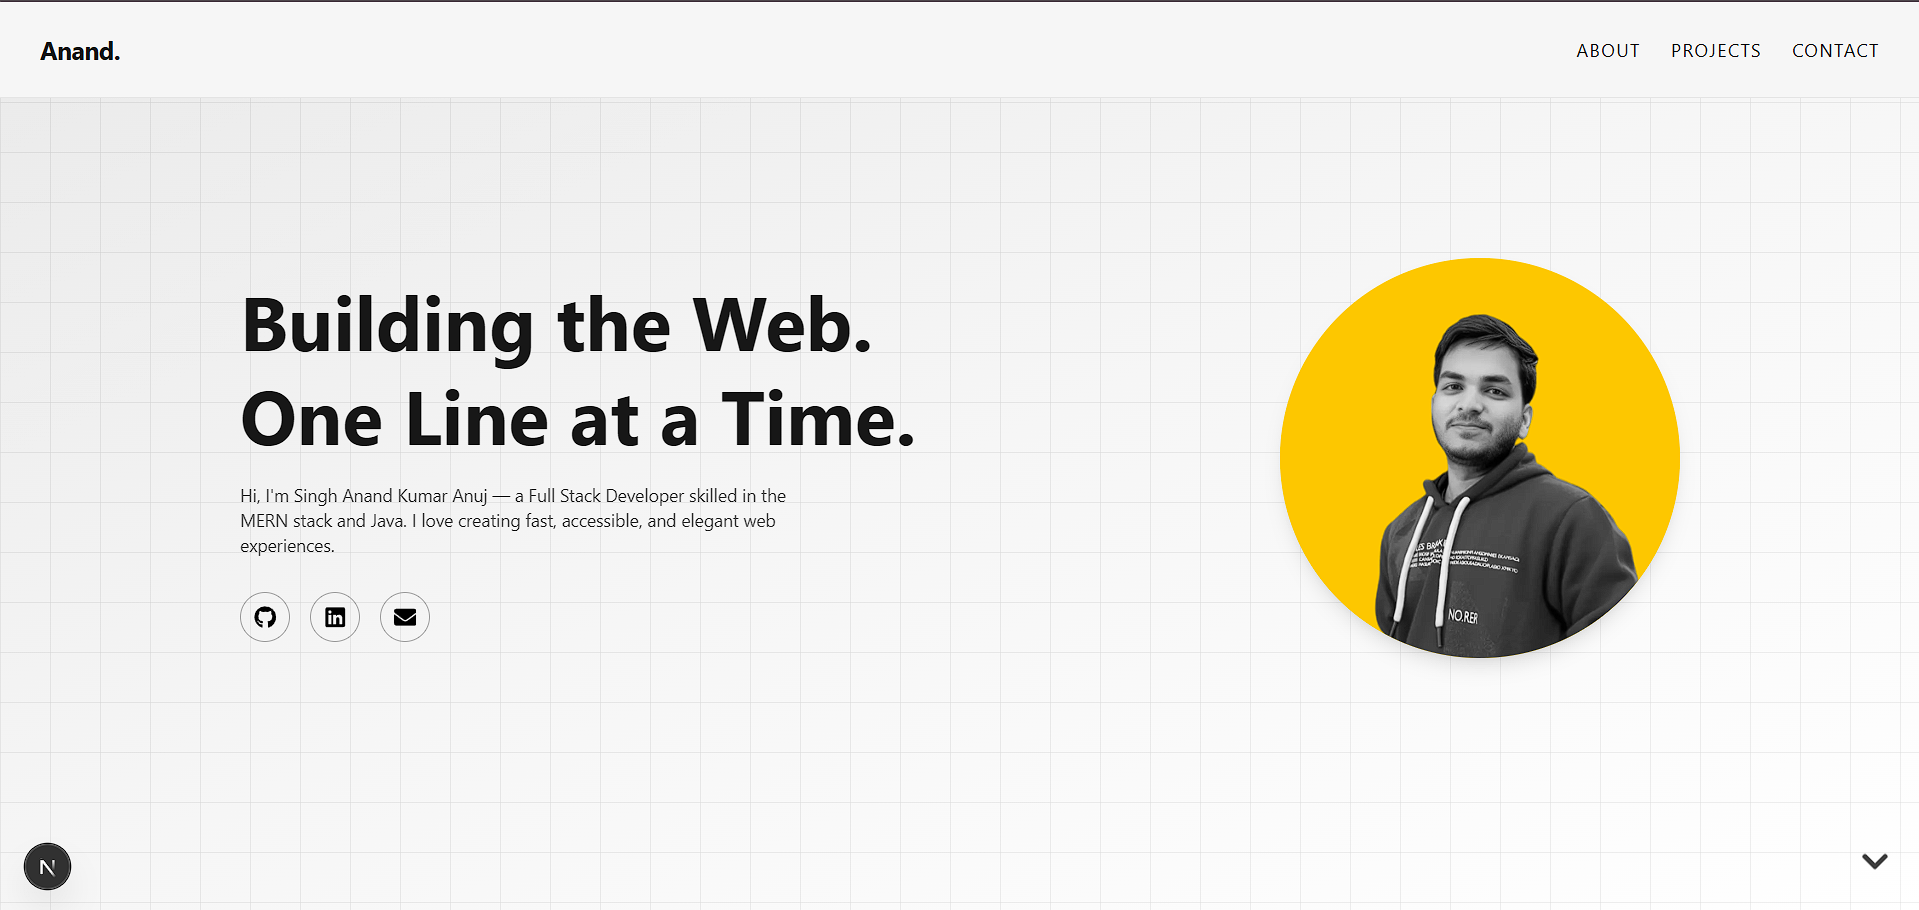 Anand.
ABOUT PROJECTS CONTACT
Building the Web.
One Line at a Time.
Hi, I'm Singh Anand Kumar Anuj — a Full Stack Developer skilled in the
MERN stack and Java. I love creating fast, accessible, and elegant web
experiences.
in
NO.RER
N